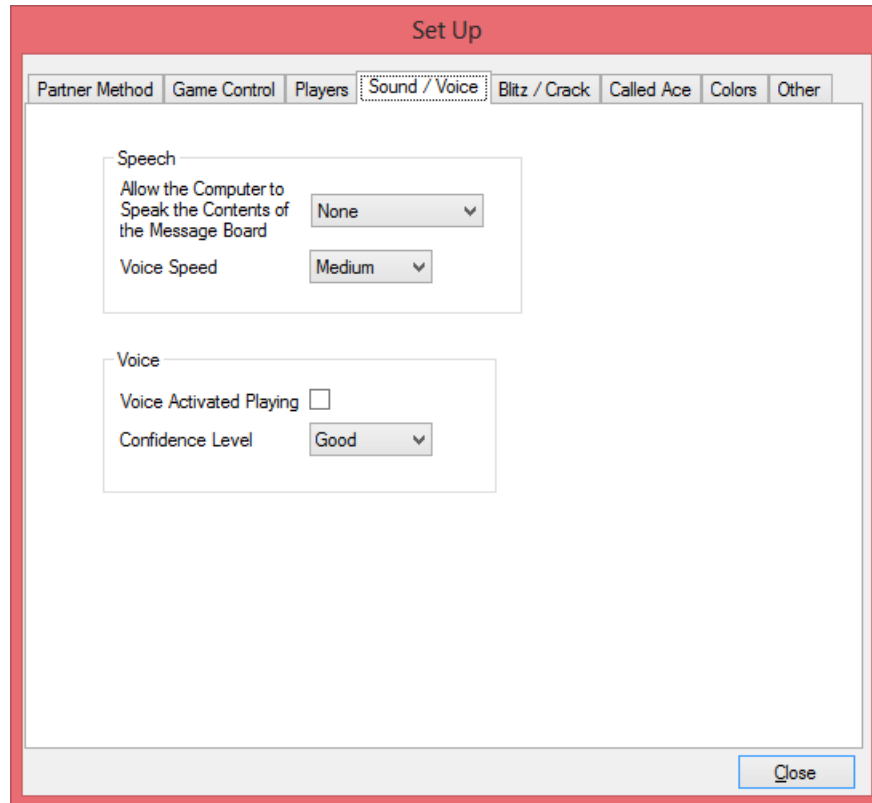 Set Up
Partner Method Game Control Players Sound / Voice Blitz / Crack Called Ace Colors Other
Speech
Allow the Computer to
Speak the Contents of
the Message Board
None
Voice Speed Medium
Voice
Voice Activated Playing
Confidence Level Good
Close